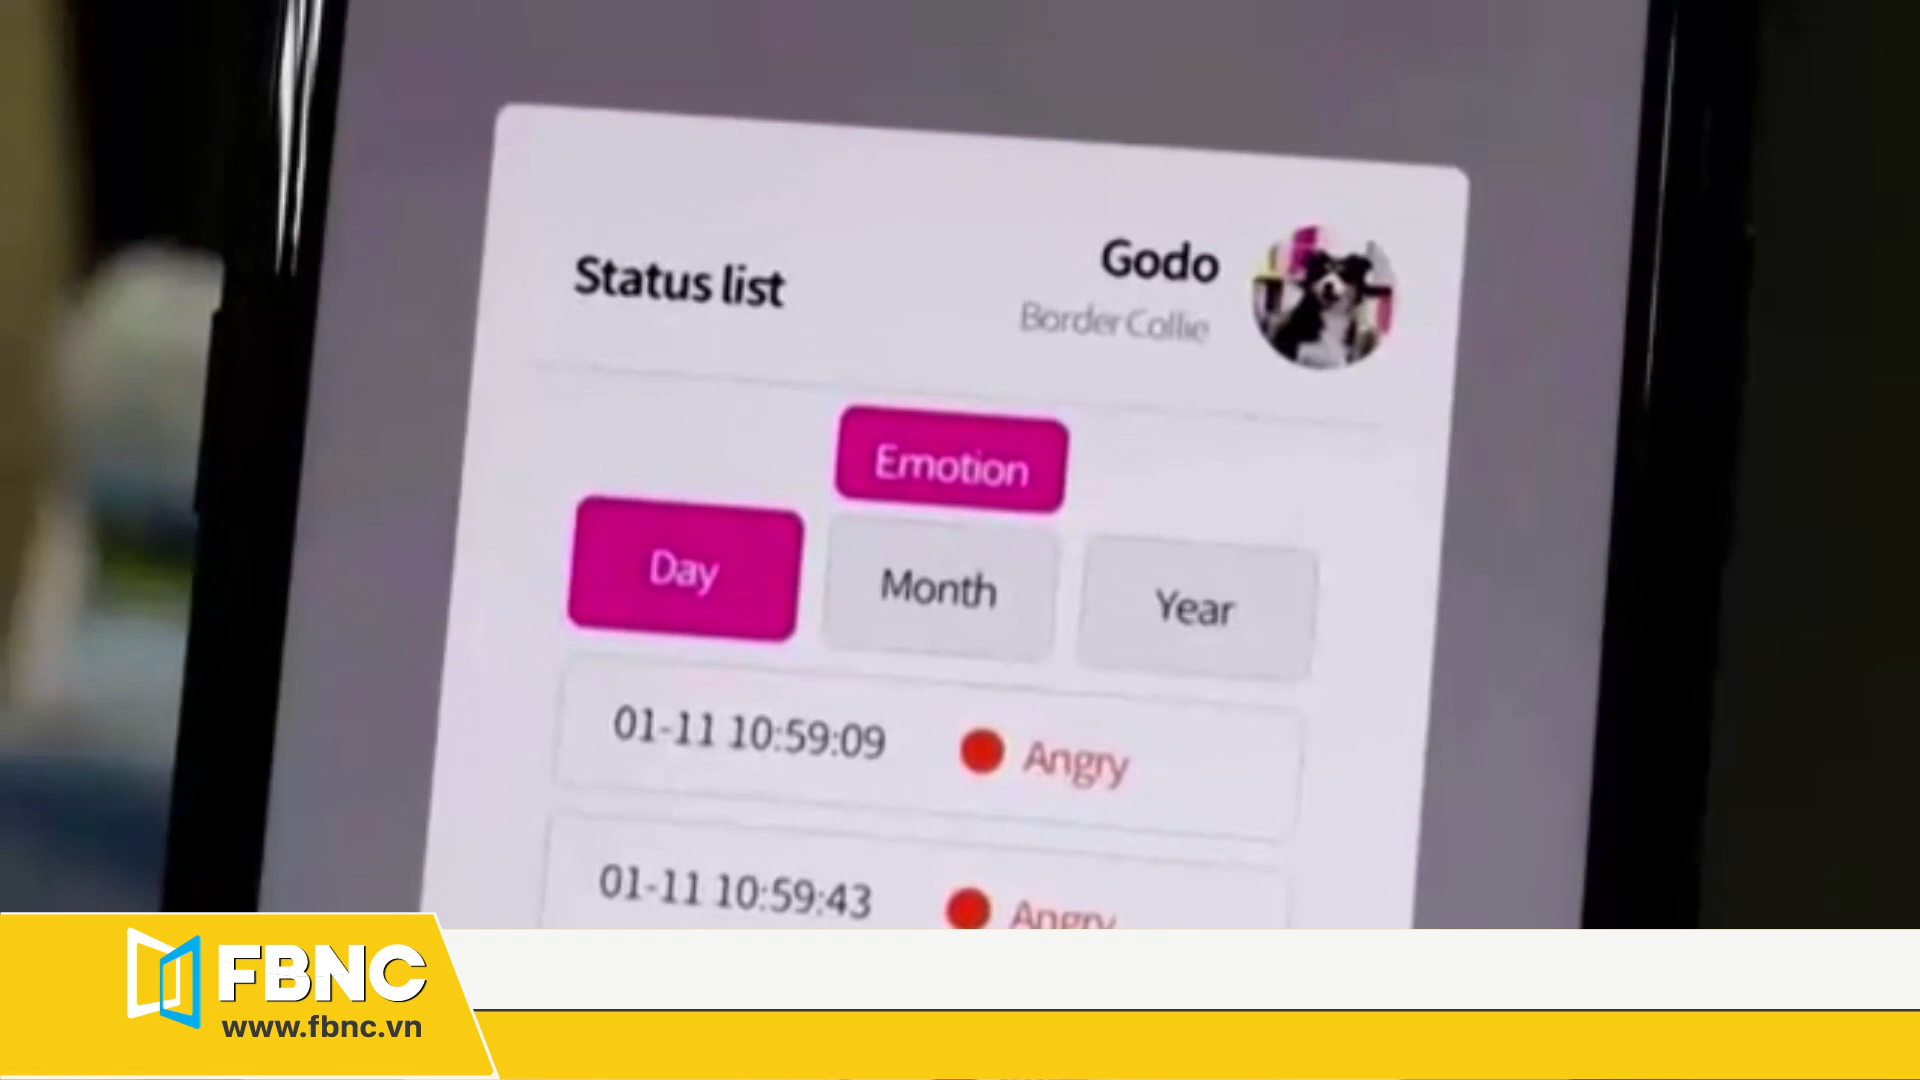 Status list
Godo
Border Collie
Emotion
Day Month Year
01-11 10:59:09 Angry
01-11 10:59:43 Angry
FBNC
www.fbnc.vn